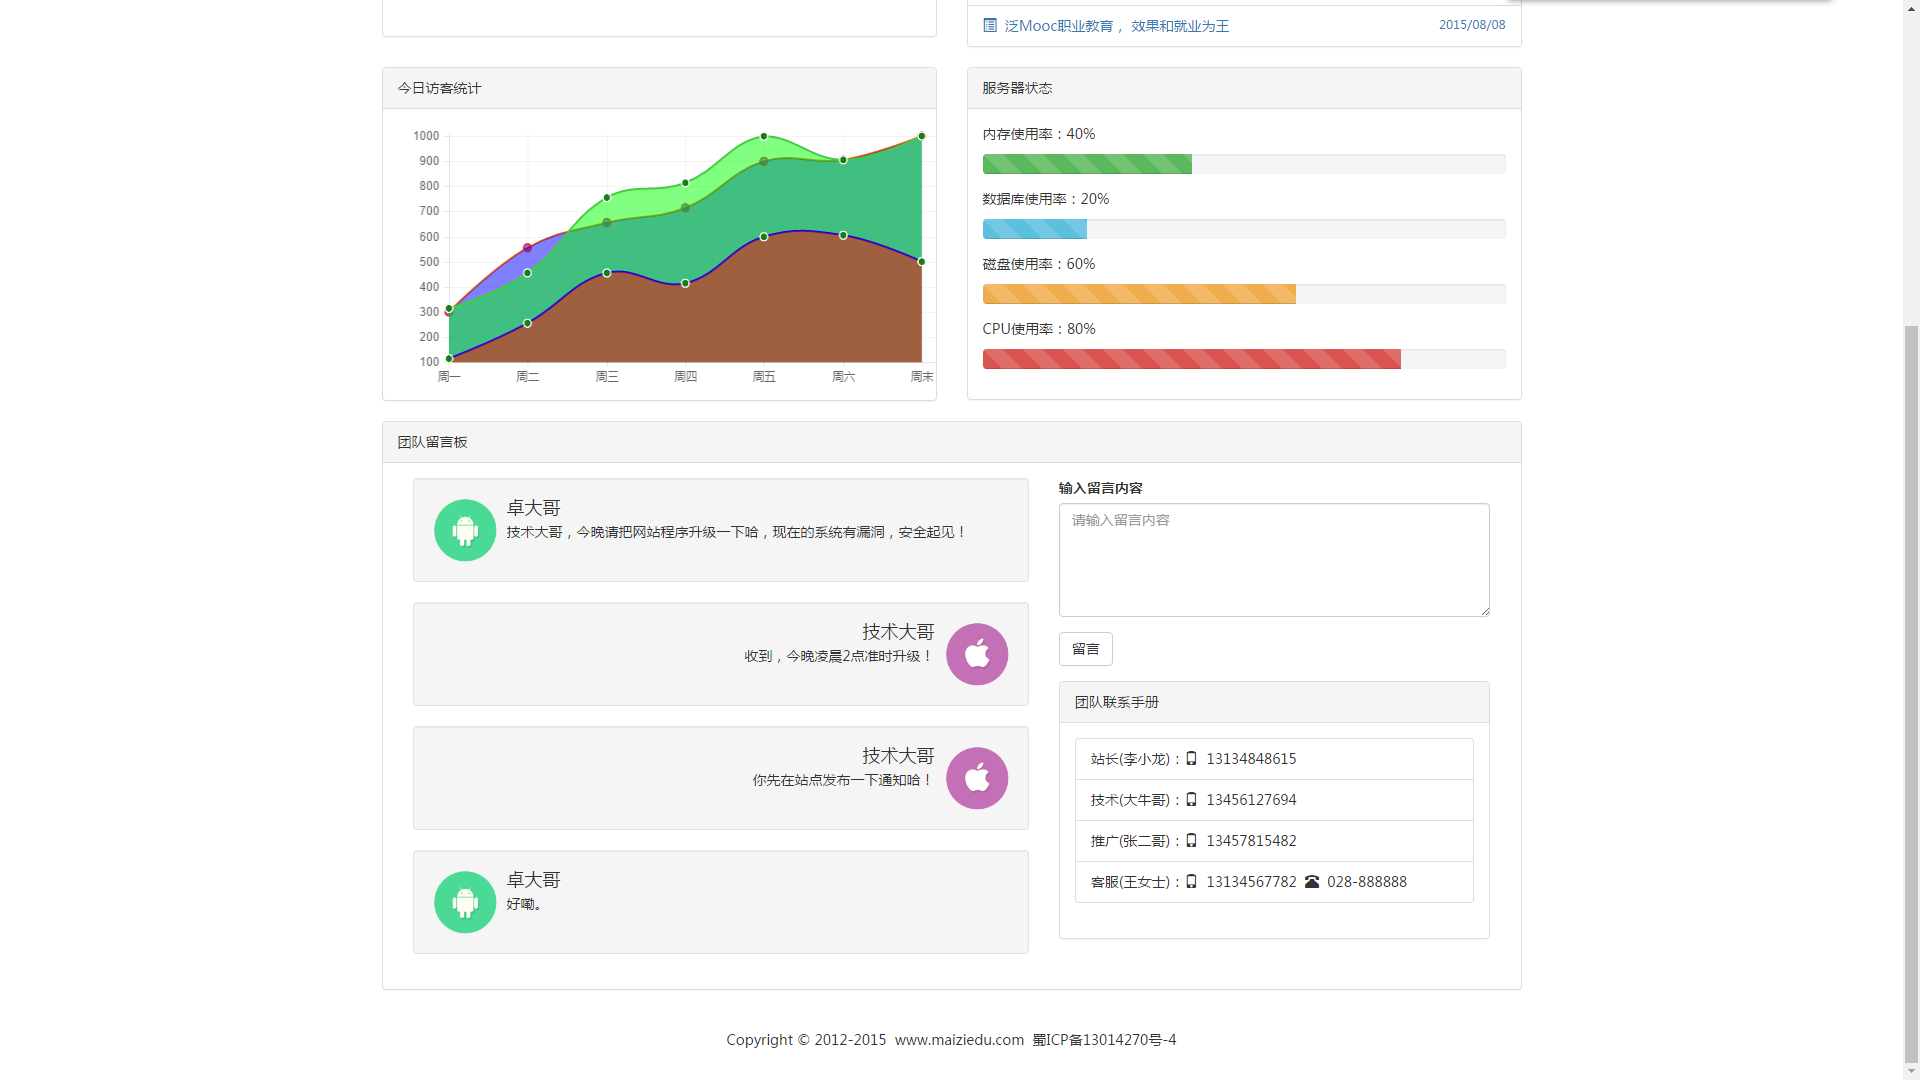 泛Mooc职业教育 , 效果和就业为王 2015/08/08
今日访客统计
1000
900
800
700
600
500
400
300
200
100
周一 周二 周三 周四 周五 周六 周末
服务器状态
内存使用率：40%
数据库使用率：20%
磁盘使用率：60%
CPU使用率：80%
团队留言板
卓大哥
技术大哥，今晚请把网站程序升级一下哈，现在的系统有漏洞，安全起见！
技术大哥
收到，今晚凌晨2点准时升级！
技术大哥
你先在站点发布一下通知哈！
卓大哥
好嘞。
输入留言内容
请输入留言内容
留言
团队联系手册
站长(李小龙)： 13134848615
技术(大牛哥)： 13456127694
推广(张二哥)： 13457815482
客服(王女士)： 13134567782 028-888888
Copyright © 2012-2015 www.maiziedu.com 蜀ICP备13014270号-4